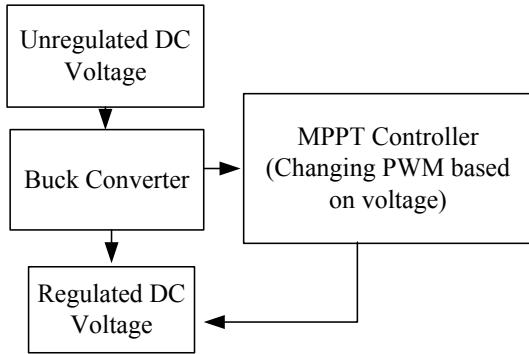 Unregulated DC
Voltage
Buck Converter
MPPT Controller
(Changing PWM based
on voltage)
Regulated DC
Voltage